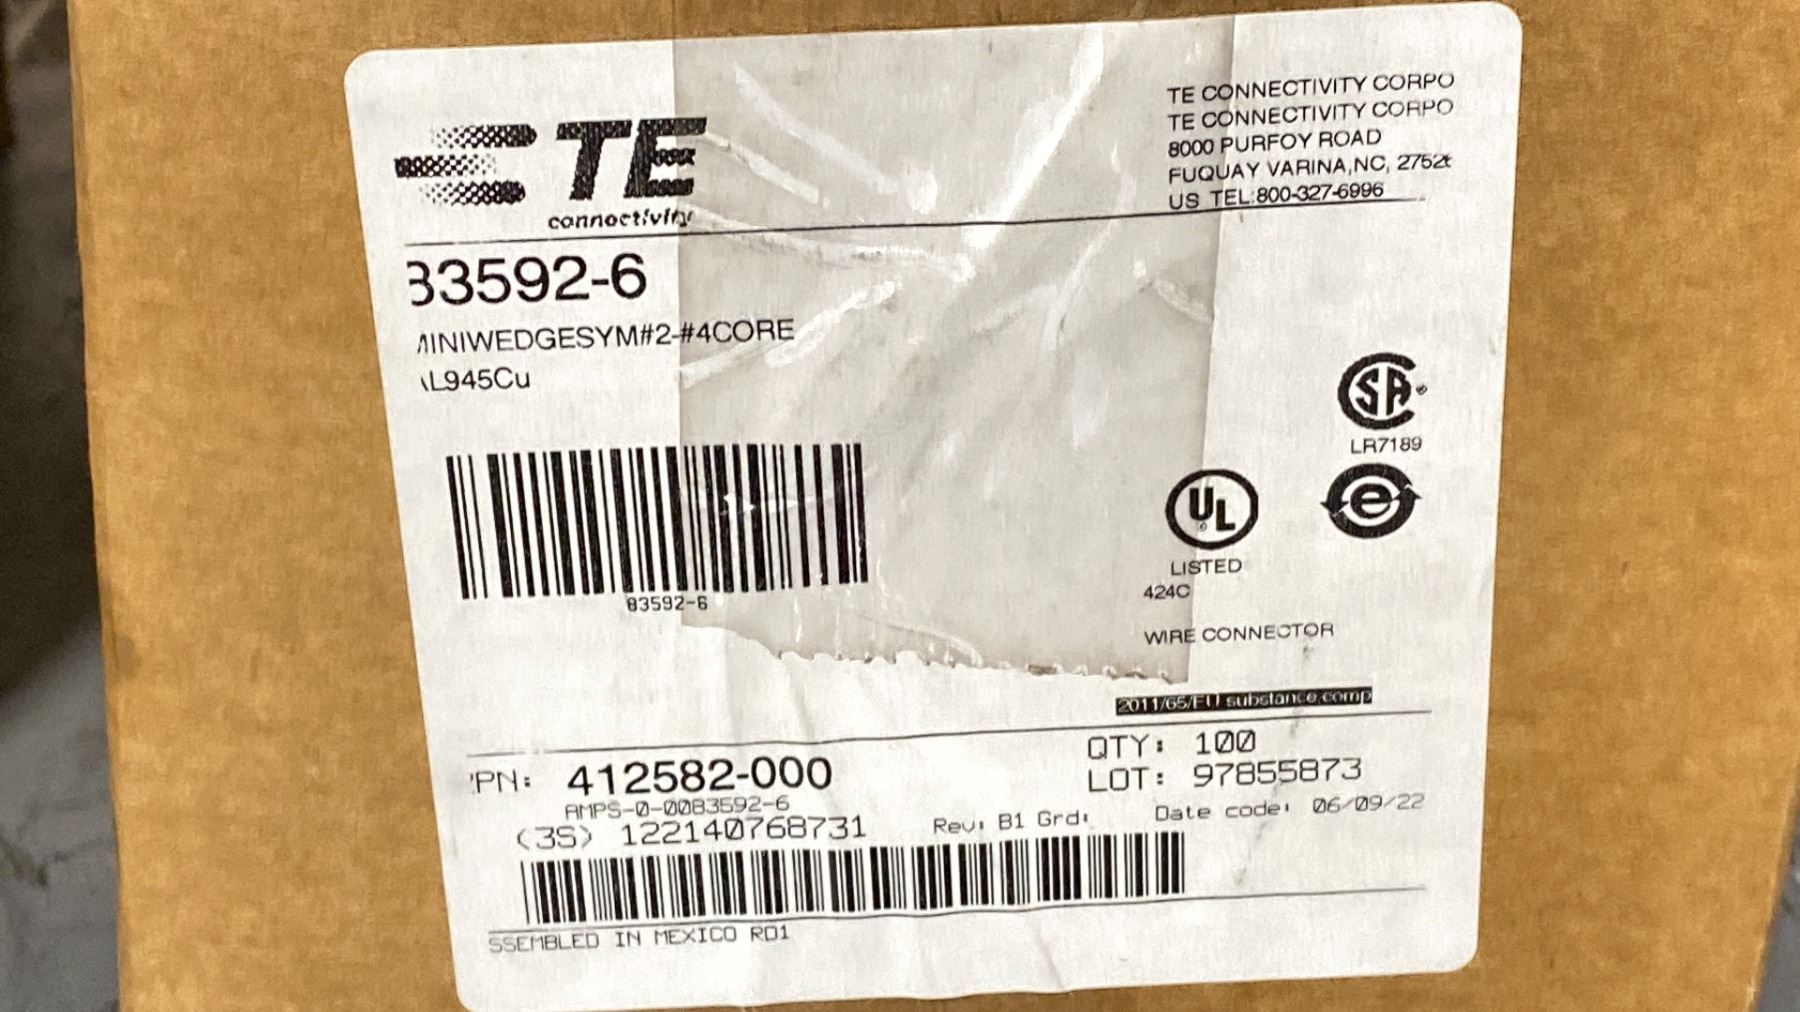 TE
connectivity
TE CONNECTIVITY CORPO
TE CONNECTIVITY CORPO
8000 PURFOY ROAD
FUQUAY VARINA,NC, 2752
US TEL:800-327-6996
83592-6
MINIWEDGESYM#2-#4CORE
AL945Cu
83592-6
SA
LR7189
UL
e
LISTED
424C
WIRE CONNECTOR
2011/65/EU substance comp
PN: 412582-000
QTY: 100
LOT: 97855873
AMPS-0-0083592-6
(3S) 122140768731
Rev: B1 Grd:
Date code: 06/09/22
SSEMBLED IN MEXICO RD1